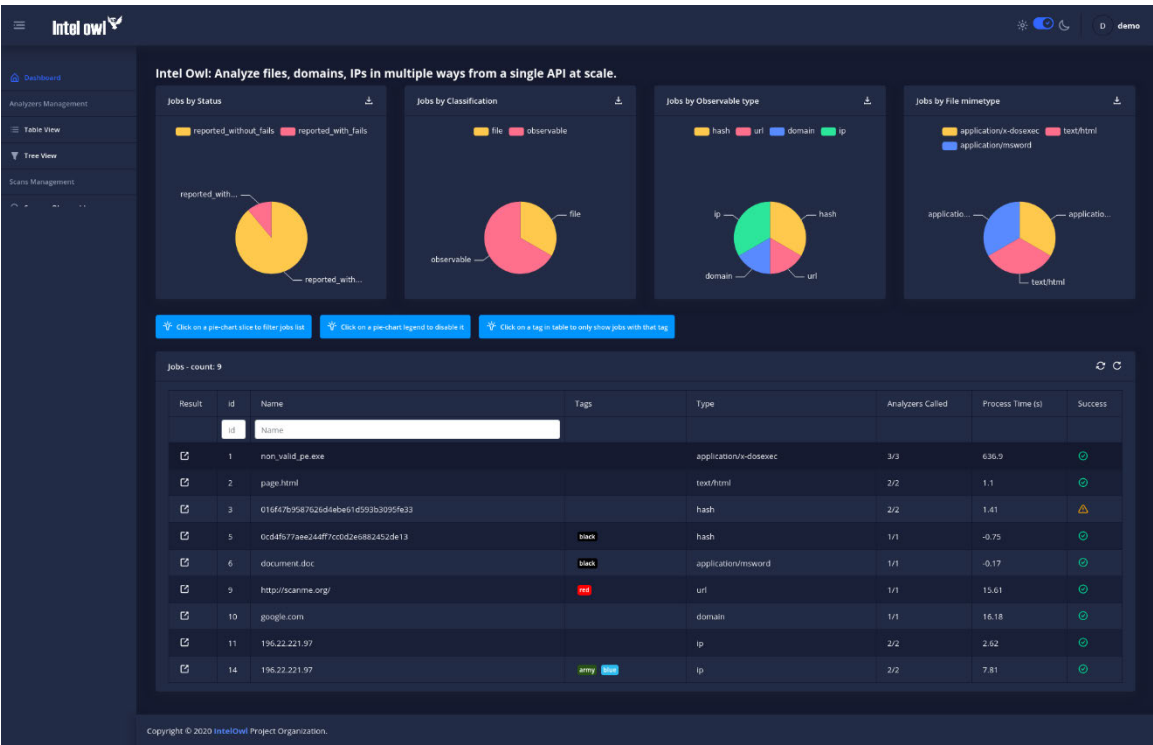 Intel owl
D demo
Dashboard
Analyzers Management
Table View
Tree View
Scans Management
Intel Owl: Analyze files, domains, IPs in multiple ways from a single API at scale.
Jobs by Status
reported_without_fails reported_with_fails
reported_with...
reported_with...
Jobs by Classification
file observable
file
observable
Jobs by Observable type
hash url domain ip
ip hash
domain url
Jobs by File mimetype
application/x-dosexec text/html
application/msword
applicatio... applicatio...
text/html
Click on a pie-chart slice to filter jobs list Click on a pie-chart legend to disable it Click on a tag in table to only show jobs with that tag
Jobs - count: 9
Result id Name Tags Type Analyzers Called Process Time (s) Success
id Name
1 non_valid_pe.exe application/x-dosexec 3/3 636.9
2 page.html text/html 2/2 1.1
3 016f47b9587626d4ebe61d593b3095fe33 hash 2/2 1.41
5 0cd4f677aee244ff7cc0d2e6882452de13 black hash 1/1 -0.75
6 document.doc black application/msword 1/1 -0.17
9 http://scanme.org/ red url 1/1 15.61
10 google.com domain 1/1 16.18
11 196.22.221.97 ip 2/2 2.62
14 196.22.221.97 army blue ip 2/2 7.81
Copyright © 2020 IntelOwl Project Organization.